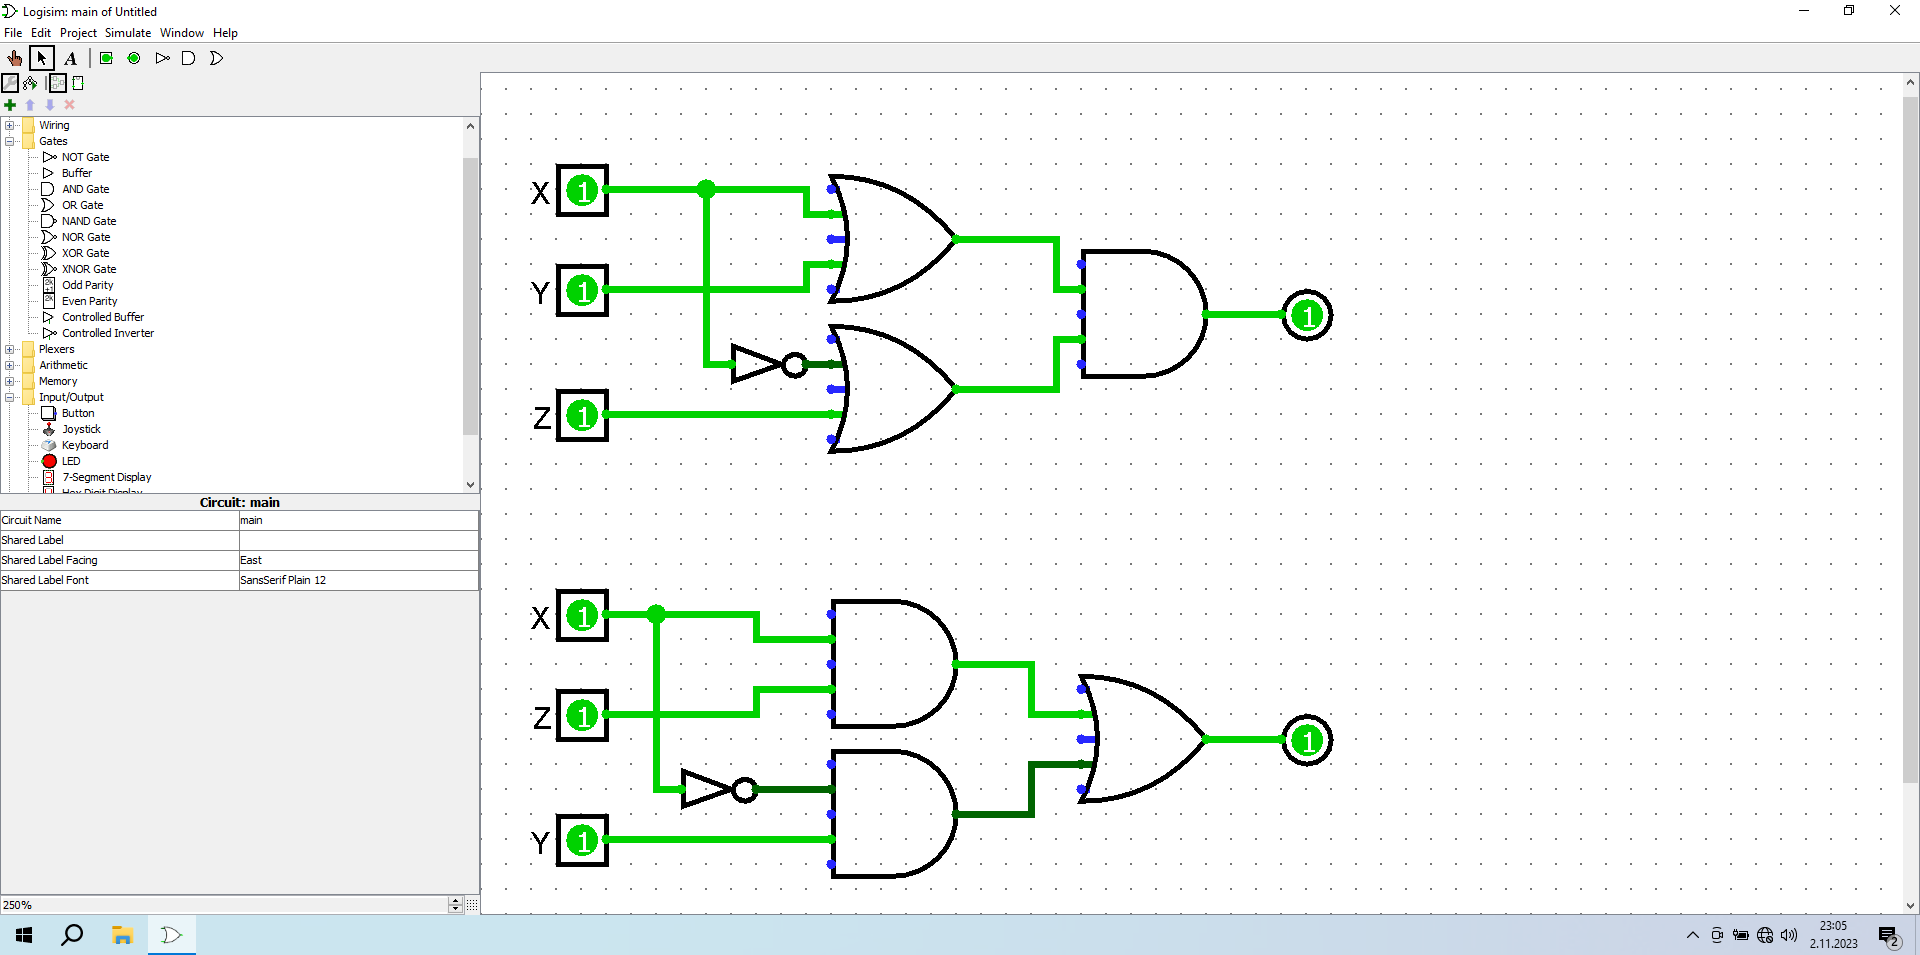 Logisim: main of Untitled
File Edit Project Simulate Window Help
A
Wiring
Gates
NOT Gate
Buffer
AND Gate
OR Gate
NAND Gate
NOR Gate
XOR Gate
XNOR Gate
Odd Parity
Even Parity
Controlled Buffer
Controlled Inverter
Plexers
Arithmetic
Memory
Input/Output
Button
Joystick
Keyboard
LED
7-Segment Display
Hex Digit Display
Circuit: main
Circuit Name main
Shared Label
Shared Label Facing East
Shared Label Font SansSerif Plain 12
250%
X 1
Y 1
Z 1
1
X 1
Z 1
Y 1
1
23:05
2.11.2023
2